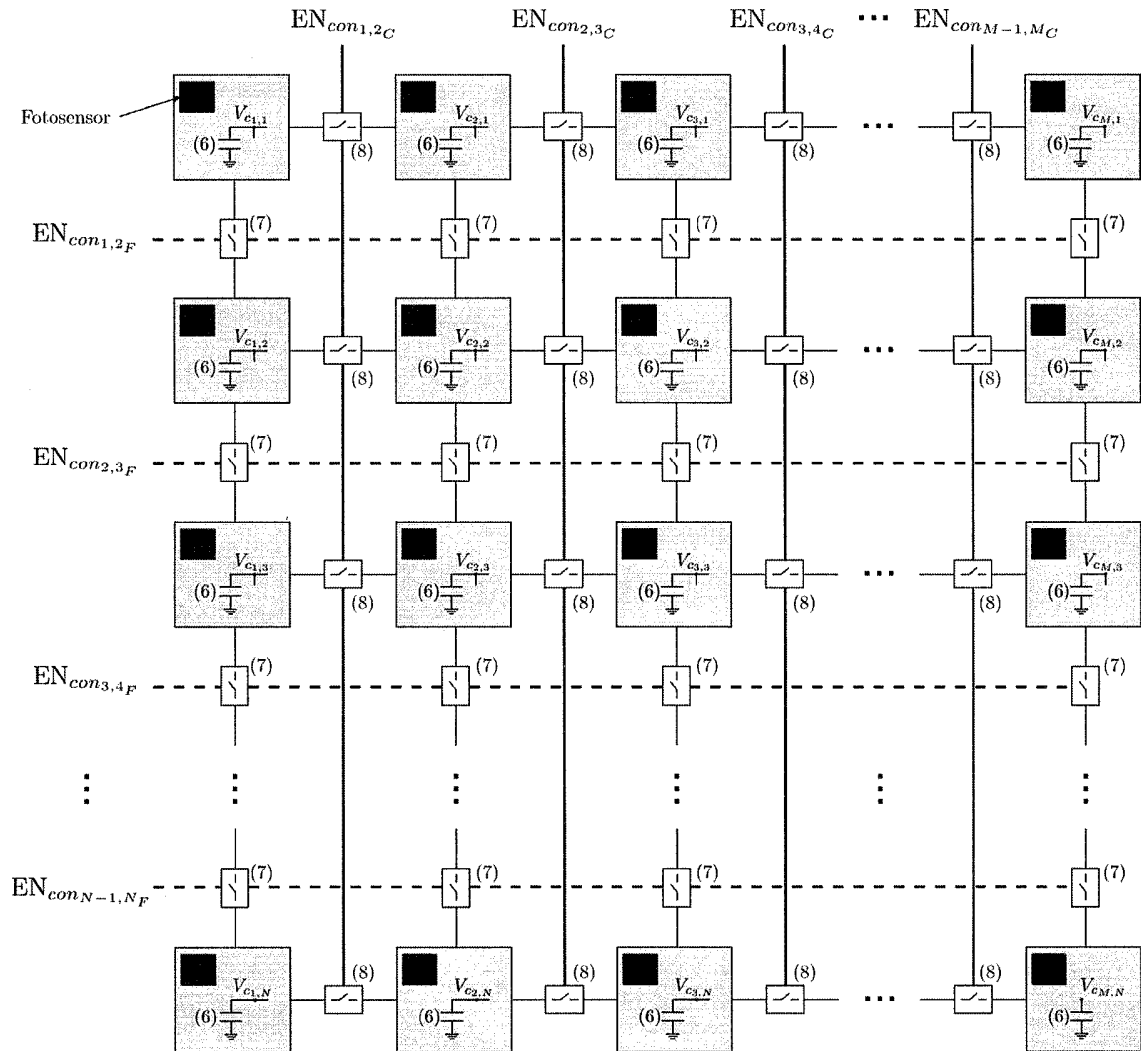 EN_{con_{1,2_C}} EN_{con_{2,3_C}} EN_{con_{3,4_C}} ··· EN_{con_{M-1,M_C}}
Fotosensor
V_{c_{1,1}} V_{c_{2,1}} V_{c_{3,1}} ··· V_{c_{M,1}}
(6) (8) (6) (8) (6) (8) (8) (6)
(7) (7) (7) (7)
EN_{con_{1,2_F}}
V_{c_{1,2}} V_{c_{2,2}} V_{c_{3,2}} ··· V_{c_{M,2}}
(6) (8) (6) (8) (6) (8) (8) (6)
(7) (7) (7) (7)
EN_{con_{2,3_F}}
V_{c_{1,3}} V_{c_{2,3}} V_{c_{3,3}} ··· V_{c_{M,3}}
(6) (8) (6) (8) (6) (8) (8) (6)
(7) (7) (7) (7)
EN_{con_{3,4_F}}
(7) (7) (7) (7)
EN_{con_{N-1,N_F}}
(8) (8) (8) (8)
V_{c_{1,N}} V_{c_{2,N}} V_{c_{3,N}} ··· V_{c_{M,N}}
(6) (6) (6) (6)